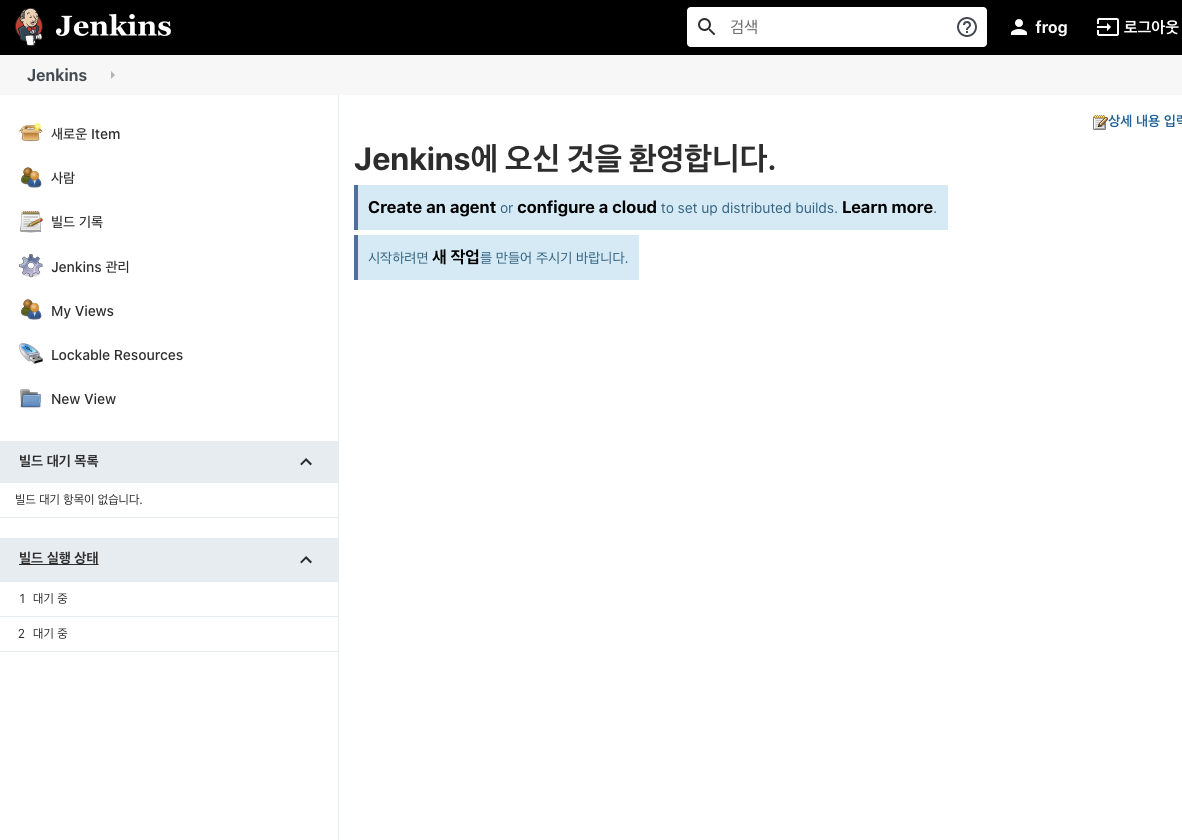 Jenkins
검색
frog
로그아웃
Jenkins
새로운 Item
사람
빌드 기록
Jenkins 관리
My Views
Lockable Resources
New View
빌드 대기 목록
빌드 대기 항목이 없습니다.
빌드 실행 상태
1 대기 중
2 대기 중
상세 내용 입력
Jenkins에 오신 것을 환영합니다.
Create an agent or configure a cloud to set up distributed builds. Learn more.
시작하려면 새 작업를 만들어 주시기 바랍니다.